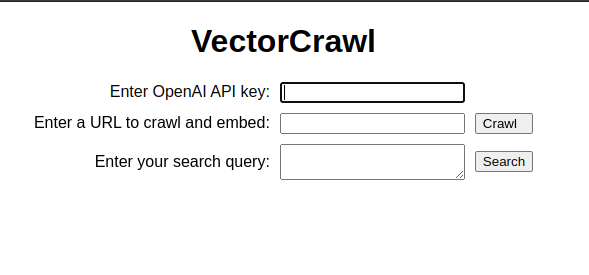 VectorCrawl
Enter OpenAI API key:
Enter a URL to crawl and embed: Crawl
Enter your search query: Search